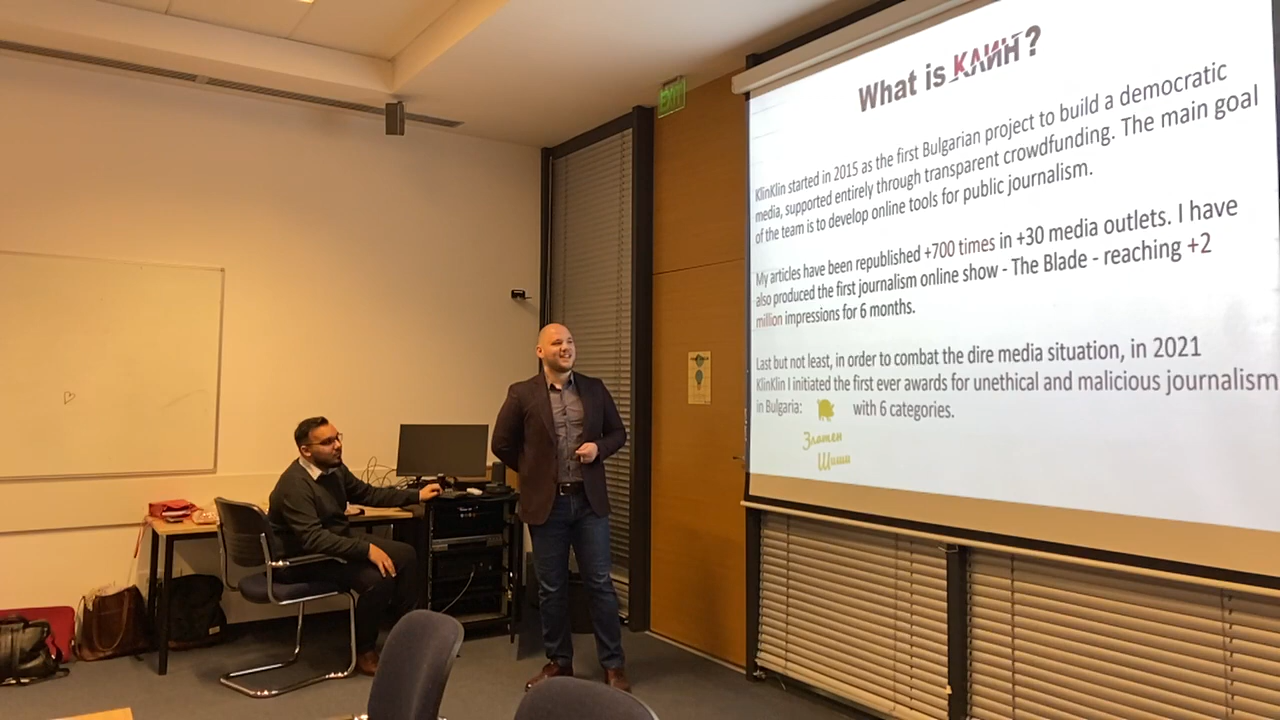 EXIT
What is КЛИН?
KlinKlin started in 2015 as the first Bulgarian project to build a democratic
media, supported entirely through transparent crowdfunding. The main goal
of the team is to develop online tools for public journalism.
My articles have been republished +700 times in +30 media outlets. I have
also produced the first journalism online show - The Blade - reaching +2
million impressions for 6 months.
Last but not least, in order to combat the dire media situation, in 2021
KlinKlin I initiated the first ever awards for unethical and malicious journalism
in Bulgaria: with 6 categories.
Златен
Шиш